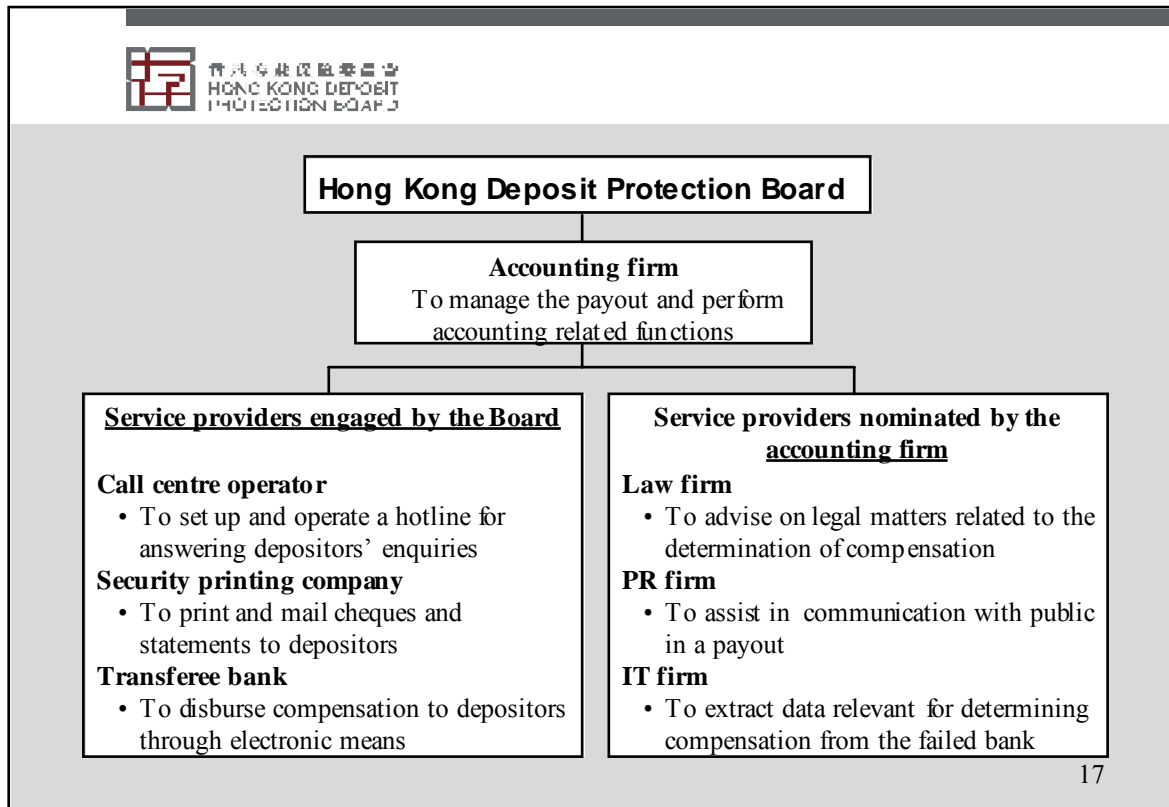 HONG KONG DEPOSIT
PROTECTION BOARD
Hong Kong Deposit Protection Board
Accounting firm
To manage the payout and perform
accounting related functions
Service providers engaged by the Board
Call centre operator
• To set up and operate a hotline for
answering depositors’ enquiries
Security printing company
• To print and mail cheques and
statements to depositors
Transferee bank
• To disburse compensation to depositors
through electronic means
Service providers nominated by the
accounting firm
Law firm
• To advise on legal matters related to the
determination of compensation
PR firm
• To assist in communication with public
in a payout
IT firm
• To extract data relevant for determining
compensation from the failed bank
17